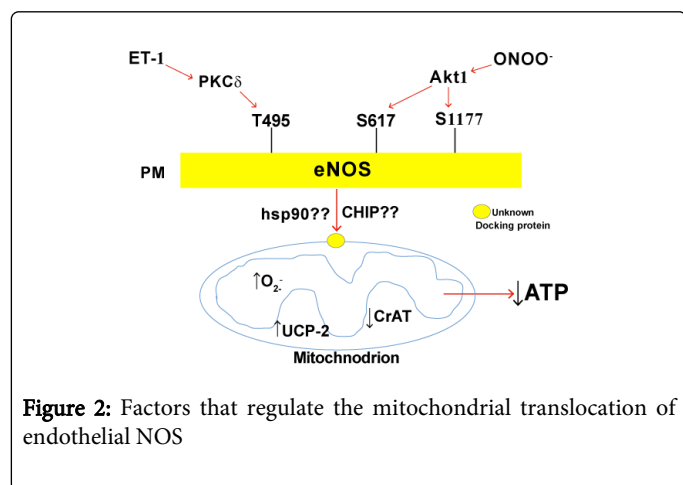 ET-1
ONOO-
PKCδ
Akt1
T495
S617
S1177
PM
eNOS
hsp90??
CHIP??
Unknown
Docking protein
↑O2.-
↓ATP
↑UCP-2
↓CrAT
Mitochnodrion
Figure 2: Factors that regulate the mitochondrial translocation of
endothelial NOS